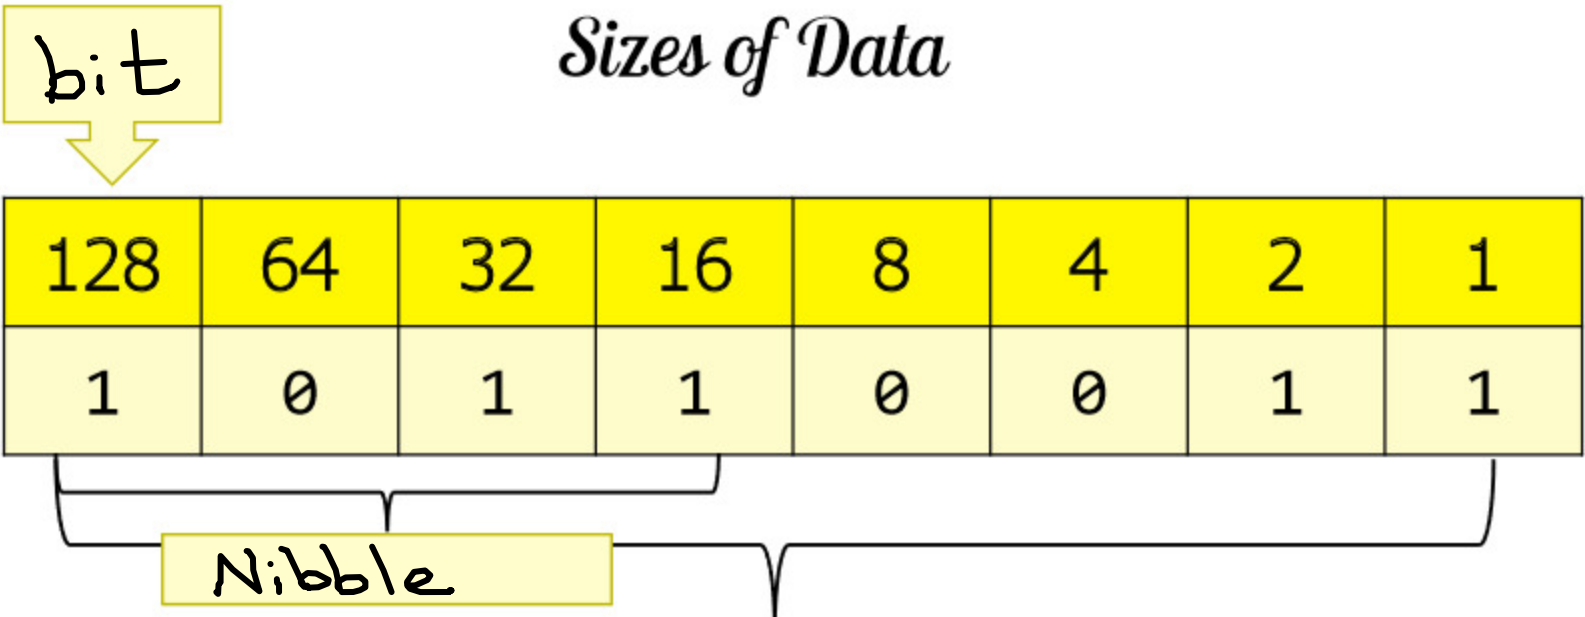 bit
Sizes of Data
128 64 32 16 8 4 2 1
1 0 1 1 0 0 1 1
Nibble